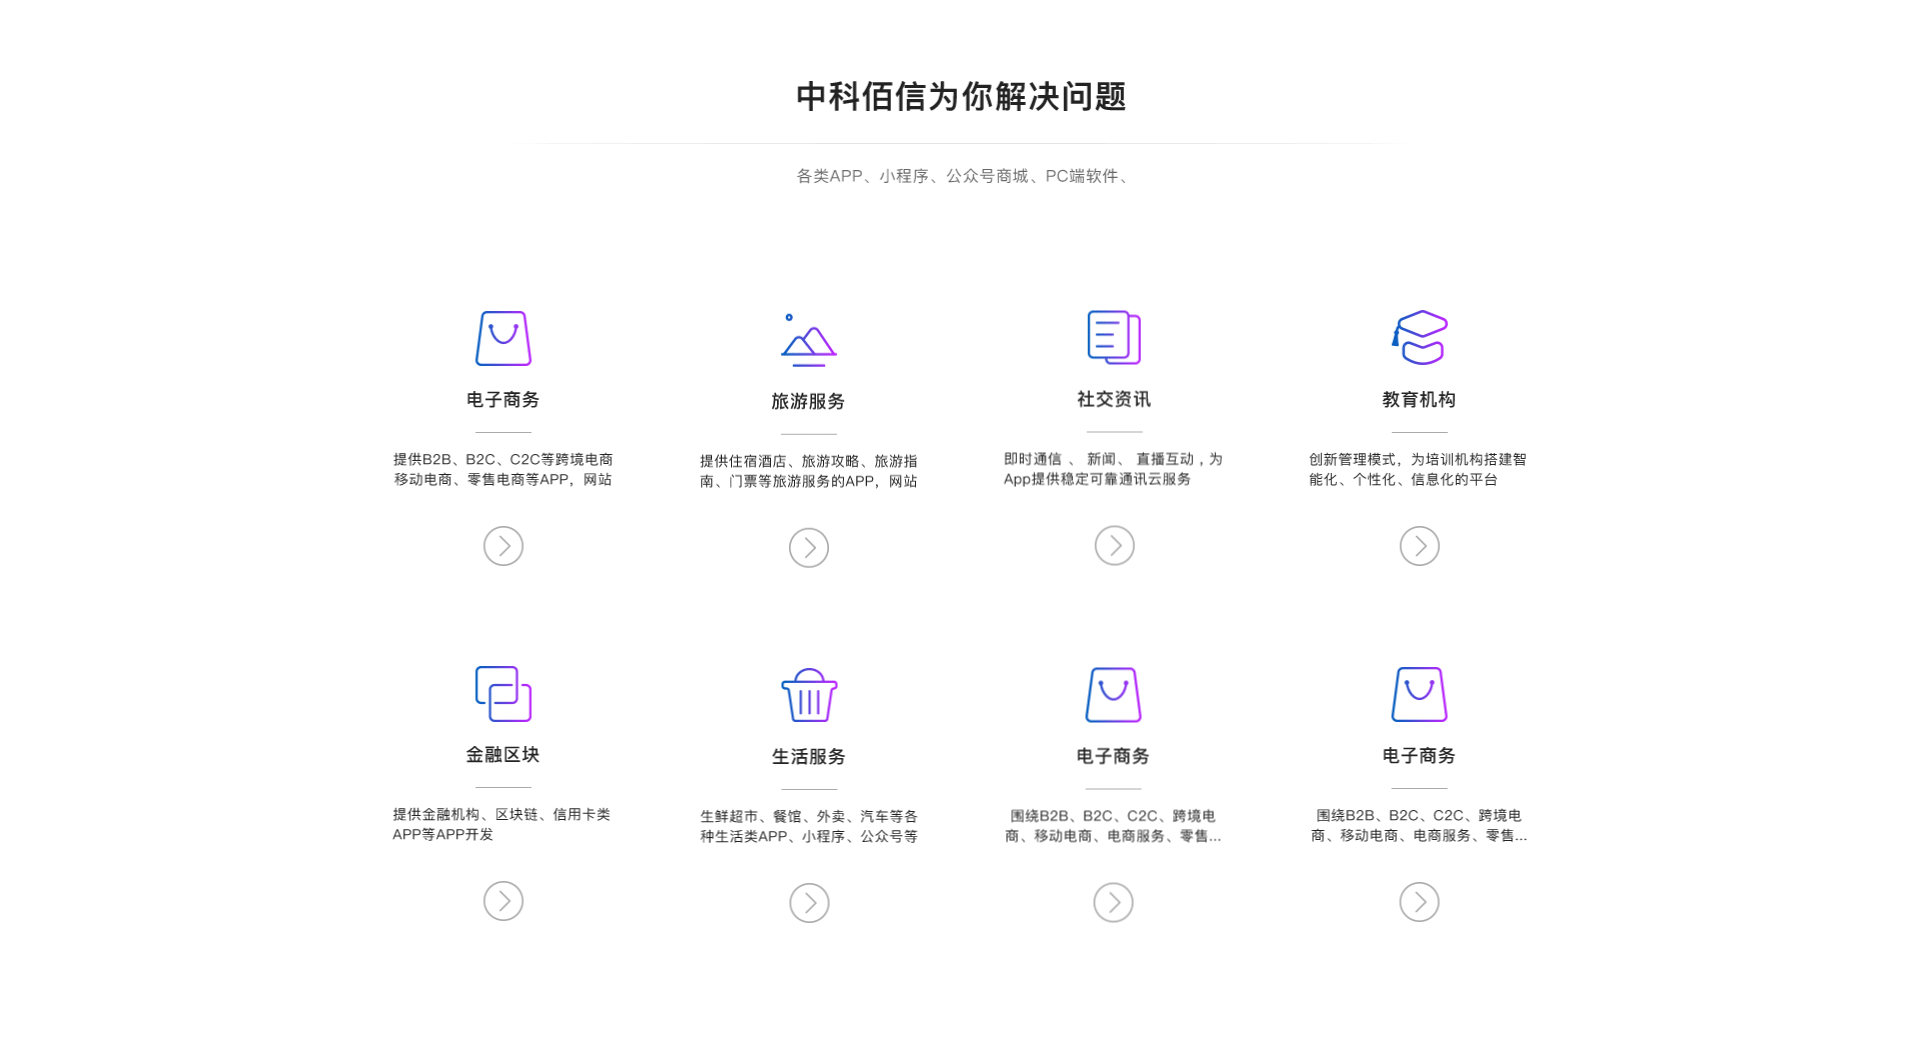 中科佰信为你解决问题
各类APP、小程序、公众号商城、PC端软件、
电子商务
提供B2B、B2C、C2C等跨境电商
移动电商、零售电商等APP，网站
旅游服务
提供住宿酒店、旅游攻略、旅游指
南、门票等旅游服务的APP，网站
社交资讯
即时通信 、 新闻、 直播互动 , 为
App提供稳定可靠通讯云服务
教育机构
创新管理模式，为培训机构搭建智
能化、个性化、信息化的平台
金融区块
提供金融机构、区块链、信用卡类
APP等APP开发
生活服务
生鲜超市、餐馆、外卖、汽车等各
种生活类APP、小程序、公众号等
电子商务
围绕B2B、B2C、C2C、跨境电
商、移动电商、电商服务、零售...
电子商务
围绕B2B、B2C、C2C、跨境电
商、移动电商、电商服务、零售...